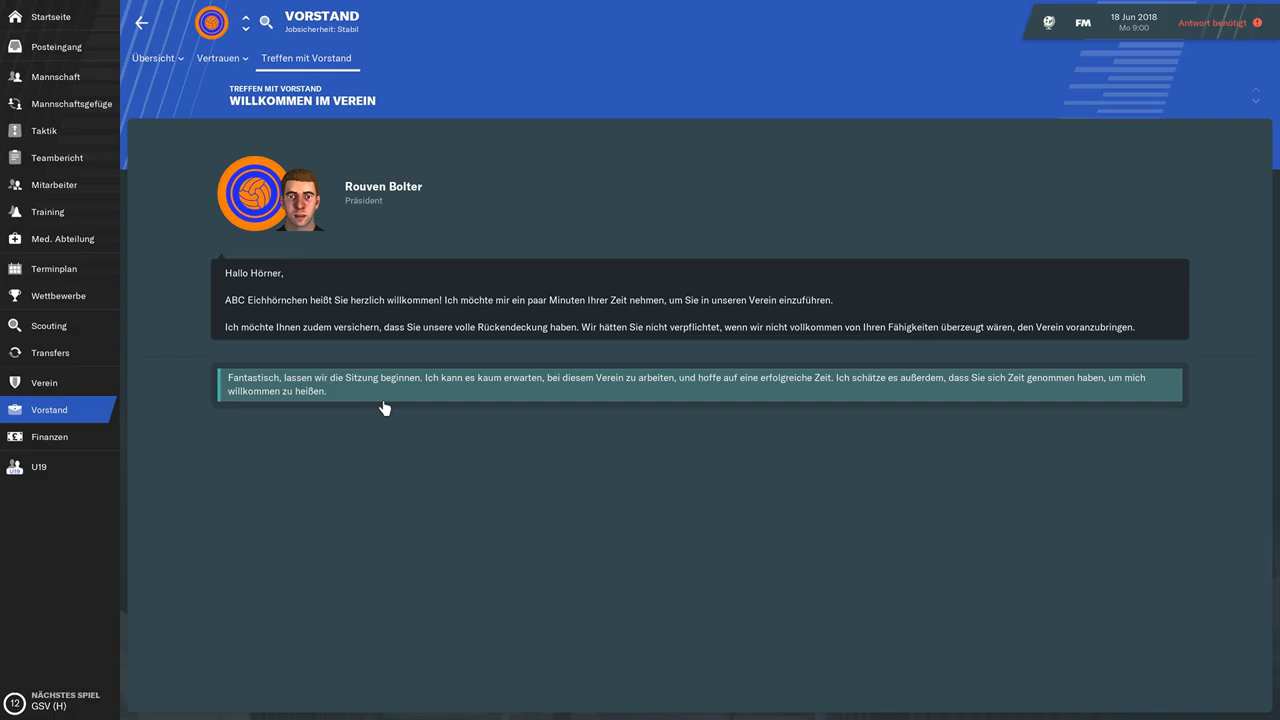 Startseite
Posteingang
Mannschaft
Mannschaftsgefüge
Taktik
Teambericht
Mitarbeiter
Training
Med. Abteilung
Terminplan
Wettbewerbe
Scouting
Transfers
Verein
Vorstand
Finanzen
U19
U19
12
NÄCHSTES SPIEL
GSV (H)
VORSTAND
Jobsicherheit: Stabil
FM
18 Jun 2018
Mo 9:00
Antwort benötigt
Übersicht
Vertrauen
Treffen mit Vorstand
TREFFEN MIT VORSTAND
WILLKOMMEN IM VEREIN
Rouven Bolter
Präsident
Hallo Hörner,
ABC Eichhörnchen heißt Sie herzlich willkommen! Ich möchte mir ein paar Minuten Ihrer Zeit nehmen, um Sie in unseren Verein einzuführen.
Ich möchte Ihnen zudem versichern, dass Sie unsere volle Rückendeckung haben. Wir hätten Sie nicht verpflichtet, wenn wir nicht vollkommen von Ihren Fähigkeiten überzeugt wären, den Verein voranzubringen.
Fantastisch, lassen wir die Sitzung beginnen. Ich kann es kaum erwarten, bei diesem Verein zu arbeiten, und hoffe auf eine erfolgreiche Zeit. Ich schätze es außerdem, dass Sie sich Zeit genommen haben, um mich
willkommen zu heißen.